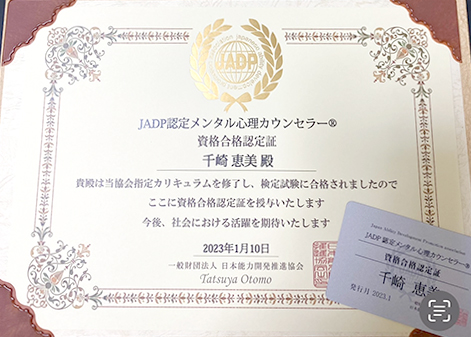 JADP
JADP認定メンタル心理カウンセラー®
資格合格認定証
千崎 恵美 殿
貴殿は当協会指定カリキュラムを修了し、検定試験に合格されましたので
ここに資格合格認定証を授与いたします
今後、社会における活躍を期待いたします
2023年1月10日
一般財団法人 日本能力開発推進協会
Tatsuya Otomo
Japan Ability Development Promotion association
JADP 認定メンタル心理カウンセラー®
資格合格認定証
千崎 恵美
発行月 2023.1